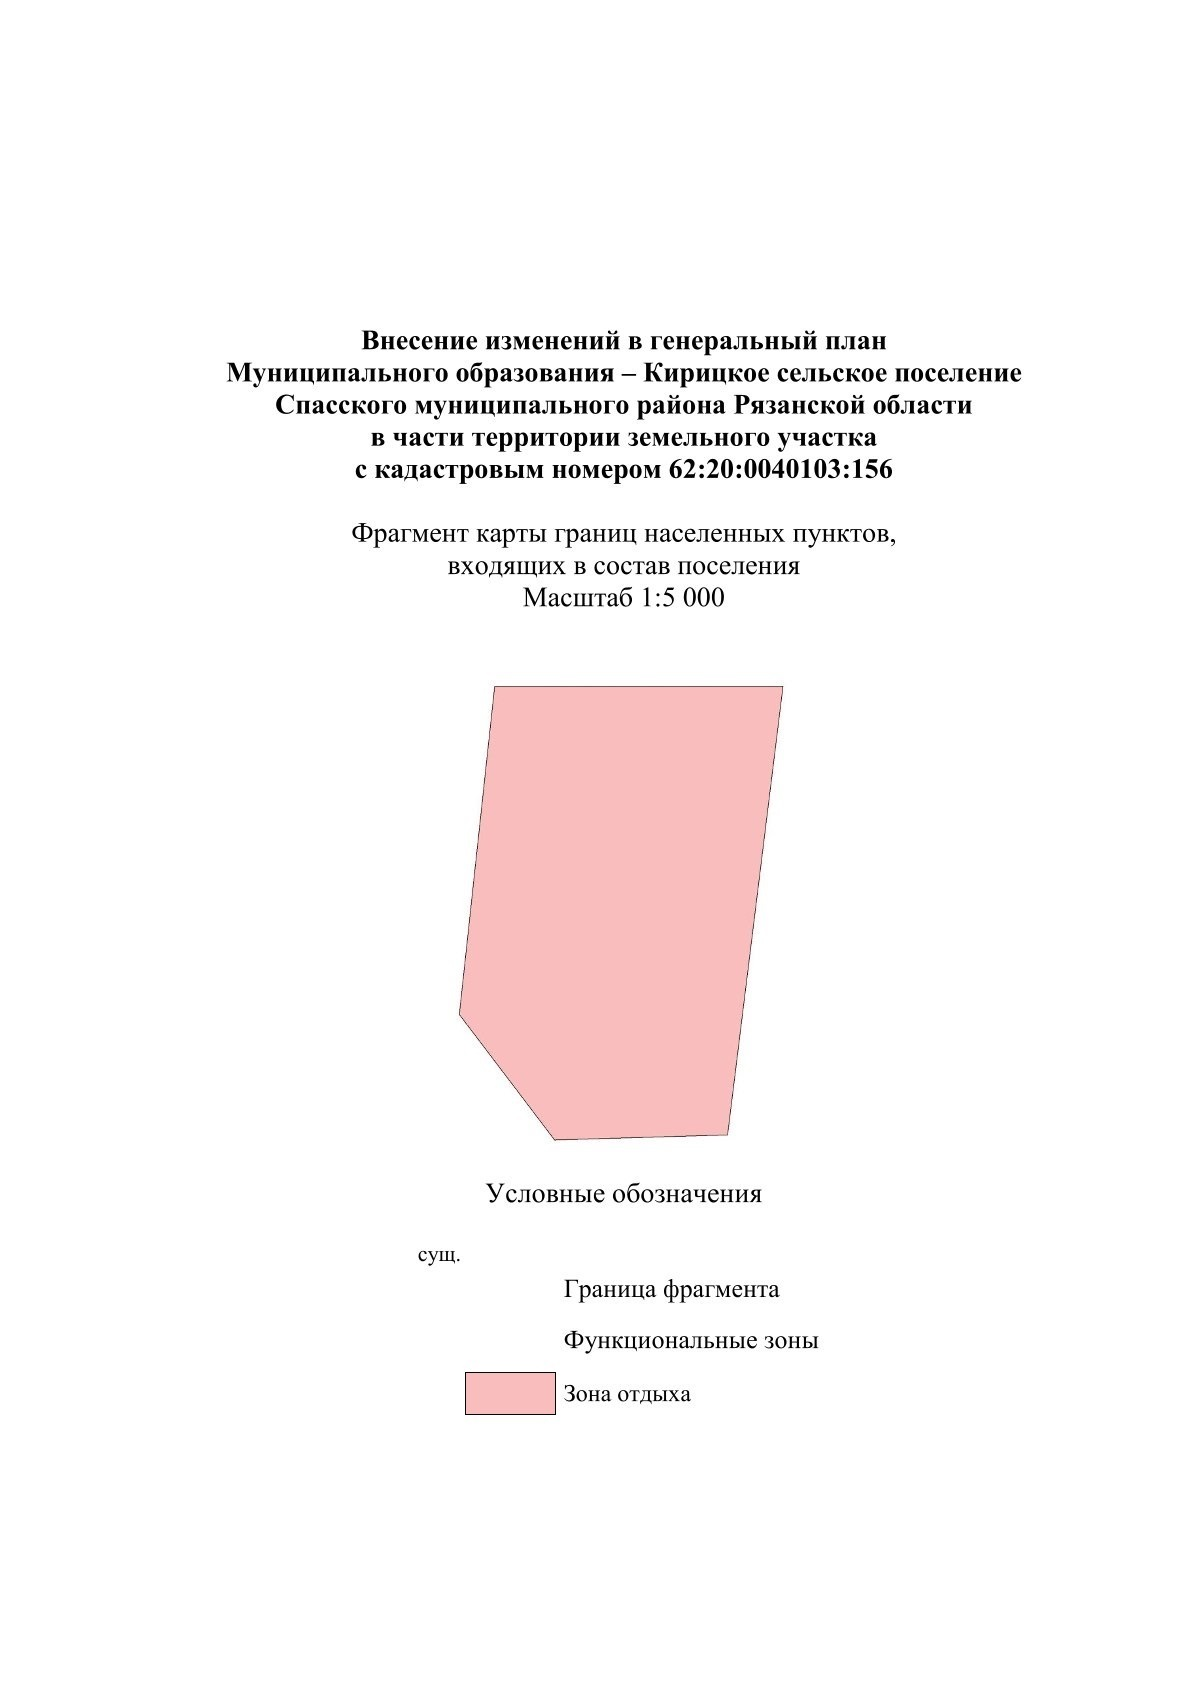 Внесение изменений в генеральный план
Муниципального образования – Кирицкое сельское поселение
Спасского муниципального района Рязанской области
в части территории земельного участка
с кадастровым номером 62:20:0040103:156
Фрагмент карты границ населенных пунктов,
входящих в состав поселения
Масштаб 1:5 000
Условные обозначения
сущ.
Граница фрагмента
Функциональные зоны
Зона отдыха